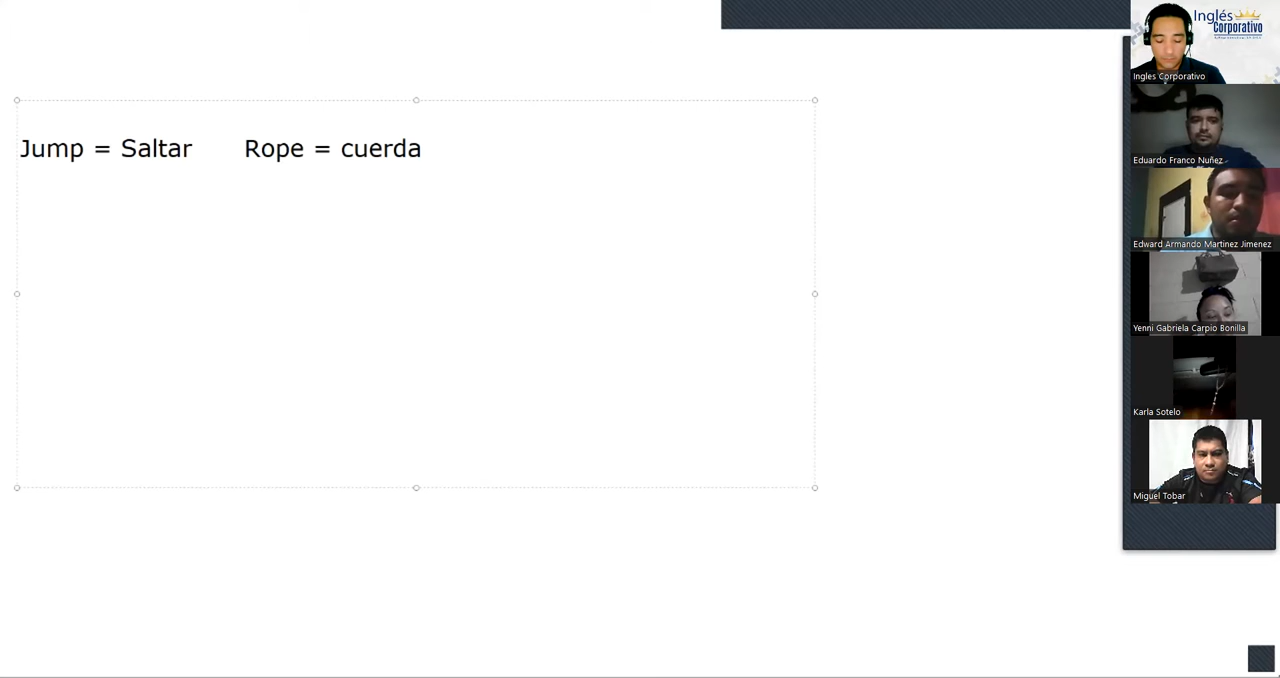 Jump = Saltar Rope = cuerda
Inglés
Corporativo
Ingles Corporativo
Eduardo Franco Nuñez
Edward Armando Martinez Jimenez
Yenni Gabriela Carpio Bonilla
Karla Sotelo
Miguel Tobar